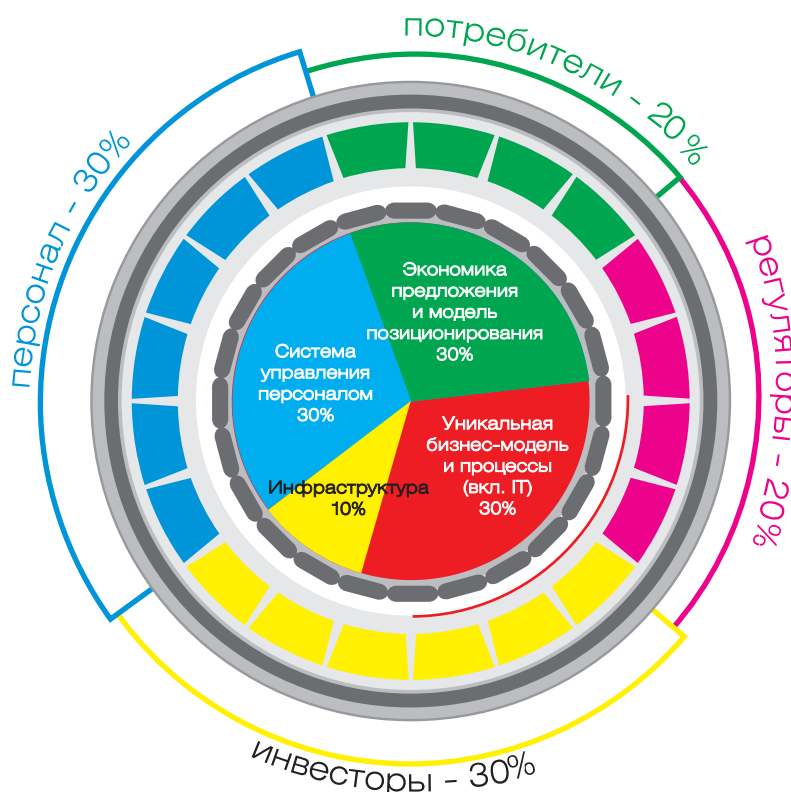 потребители - 20%
персонал - 30%
регуляторы - 20%
Экономика
предложения
и модель
позиционирования
30%
Система
управления
персоналом
30%
Уникальная
бизнес-модель
и процессы
(вкл. IT)
30%
Инфраструктура
10%
инвесторы - 30%